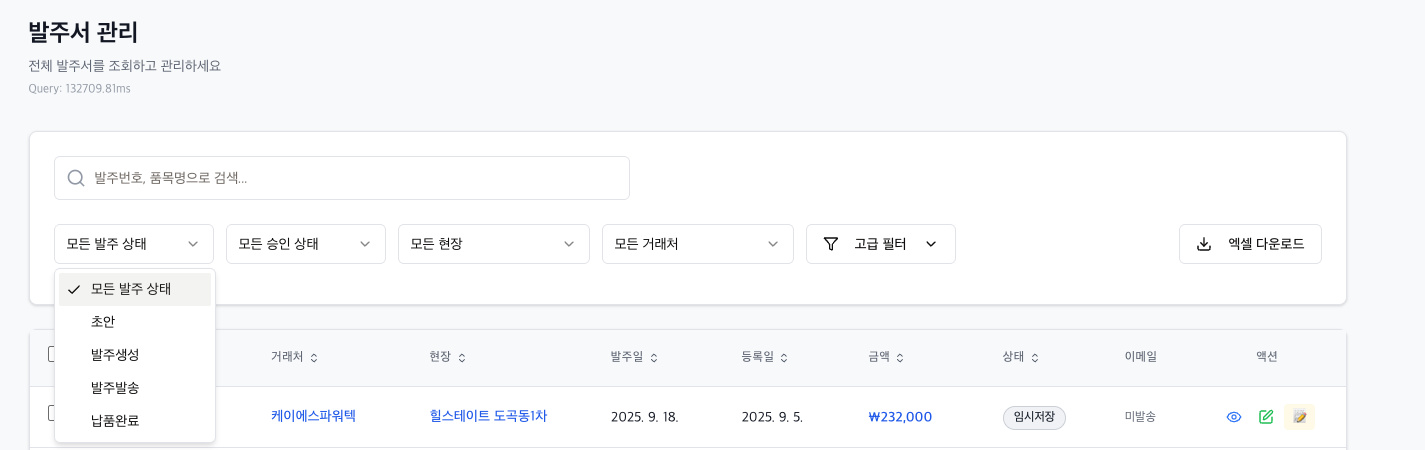 발주서 관리
전체 발주서를 조회하고 관리하세요
Query: 132709.81ms
발주번호, 품목명으로 검색...
모든 발주 상태 모든 승인 상태 모든 현장 모든 거래처 고급 필터 엑셀 다운로드
모든 발주 상태
초안
발주생성
발주발송
납품완료
거래처 현장 발주일 등록일 금액 상태 이메일 액션
케이에스파워텍 힐스테이트 도곡동1차 2025. 9. 18. 2025. 9. 5. ₩232,000 임시저장 미발송